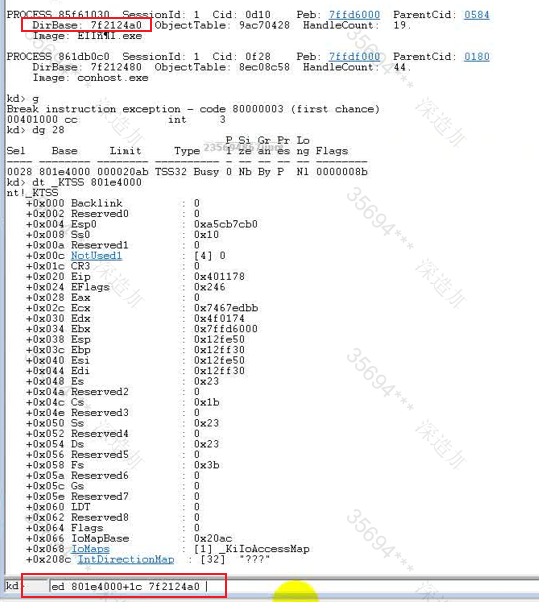 PROCESS 85f61030  SessionId: 1  Cid: 0d10    Peb: 7ffd6000  ParentCid: 0584
    DirBase: 7f2124a0  ObjectTable: 9ac70428  HandleCount:  19.
    Image: .exe
PROCESS 861db0c0  SessionId: 1  Cid: 0f28    Peb: 7ffdf000  ParentCid: 0180
    DirBase: 7f212480  ObjectTable: 8ec08c58  HandleCount:  44.
    Image: conhost.exe
kd> g
Break instruction exception - code 80000003 (first chance)
00401000 cc              int     3
kd> dg 28
                                  P Si Gr Pr Lo
Sel    Base     Limit     Type    l ze an es ng Flags
---- -------- -------- ---------- - -- -- -- -- --------
0028 801e4000 000020ab TSS32 Busy 0 Nb By P  Nl 0000008b
kd> dt _KTSS 801e4000
nt!_KTSS
   +0x000 Backlink         : 0
   +0x002 Reserved0        : 0
   +0x004 Esp0             : 0xa5cb7cb0
   +0x008 Ss0              : 0x10
   +0x00a Reserved1        : 0
   +0x00c NotUsed1         : [4] 0
   +0x01c CR3              : 0
   +0x020 Eip              : 0x401178
   +0x024 EFlags           : 0x246
   +0x028 Eax              : 0
   +0x02c Ecx              : 0x7467edbb
   +0x030 Edx              : 0x4f0174
   +0x034 Ebx              : 0x7ffd6000
   +0x038 Esp              : 0x12fe50
   +0x03c Ebp              : 0x12ff30
   +0x040 Esi              : 0x12fe50
   +0x044 Edi              : 0x12ff30
   +0x048 Es               : 0x23
   +0x04a Reserved2        : 0
   +0x04c Cs               : 0x1b
   +0x04e Reserved3        : 0
   +0x050 Ss               : 0x23
   +0x052 Reserved4        : 0
   +0x054 Ds               : 0x23
   +0x056 Reserved5        : 0
   +0x058 Fs               : 0x3b
   +0x05a Reserved6        : 0
   +0x05c Gs               : 0
   +0x05e Reserved7        : 0
   +0x060 LDT              : 0
   +0x062 Reserved8        : 0
   +0x064 Flags            : 0
   +0x066 IoMapBase        : 0x20ac
   +0x068 IoMaps           : [1] _KiIoAccessMap
   +0x208c IntDirectionMap  : [32]  "???"
kd> ed 801e4000+1c 7f2124a0
35694***
35694***
35694***
35694***